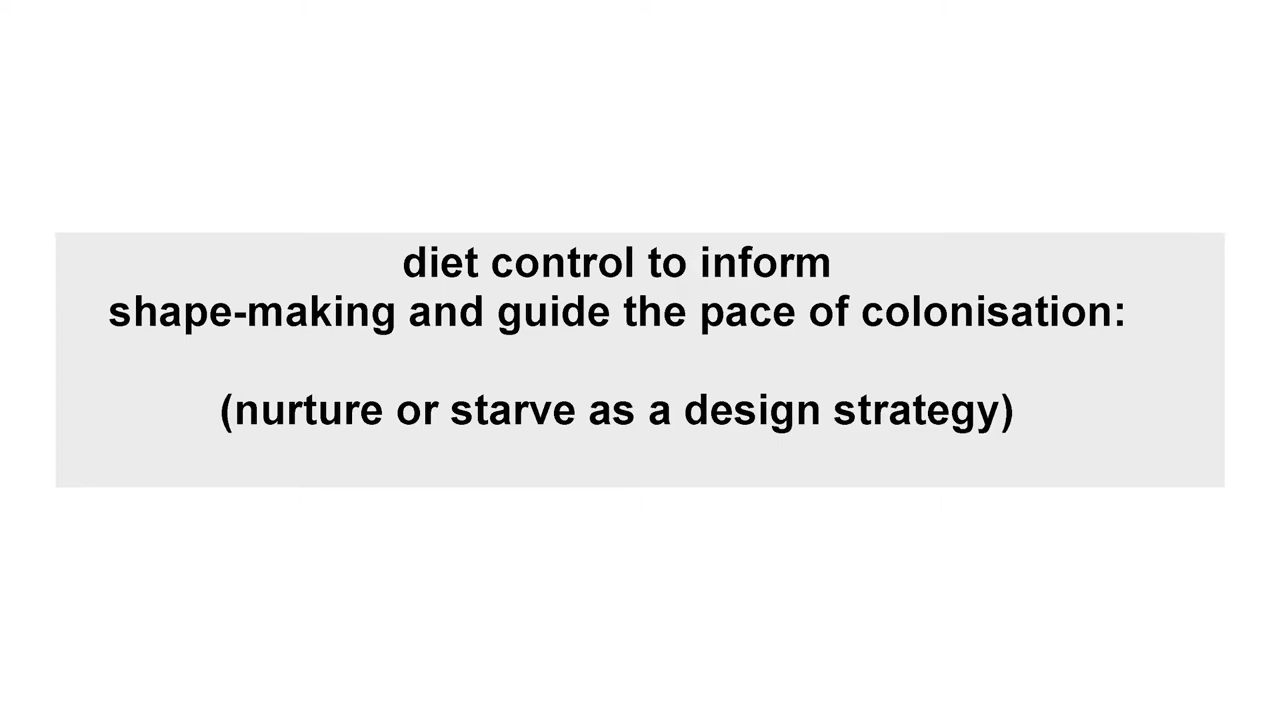 diet control to inform
shape-making and guide the pace of colonisation:
(nurture or starve as a design strategy)